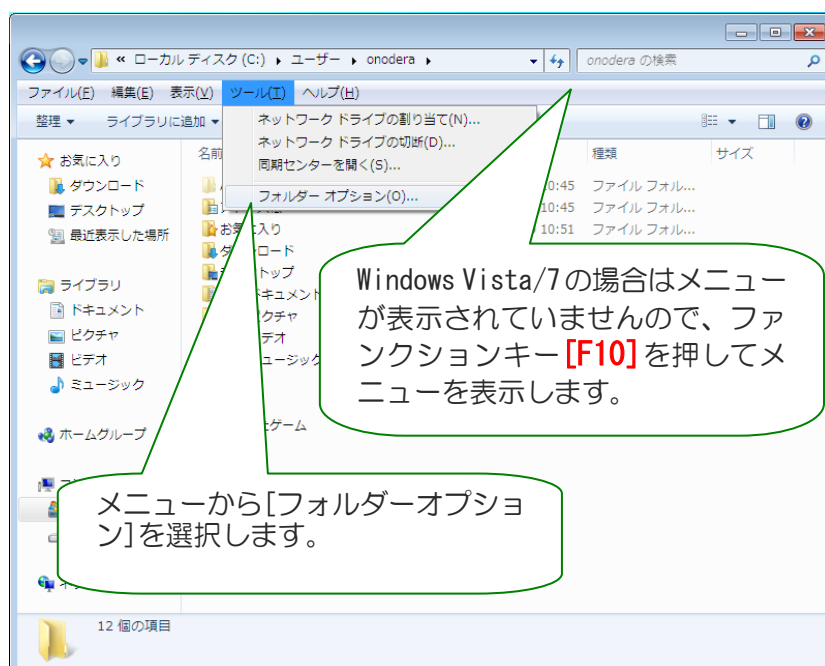 « ローカル ディスク (C:) ▸ ユーザー ▸ onodera ▸
onodera の検索
ファイル(F) 編集(E) 表示(V) ツール(T) ヘルプ(H)
整理 ▼ ライブラリに追加 ▼
ネットワーク ドライブの割り当て(N)...
ネットワーク ドライブの切断(D)...
同期センターを開く(S)...
フォルダー オプション(O)...
名前 種類 サイズ
10:45 ファイル フォル...
10:45 ファイル フォル...
10:51 ファイル フォル...
お気に入り
ダウンロード
デスクトップ
最近表示した場所
ライブラリ
ドキュメント
ピクチャ
ビデオ
ミュージック
ホームグループ
Windows Vista/7の場合はメニュー
が表示されていませんので、ファ
ンクションキー[F10]を押してメ
ニューを表示します。
メニューから[フォルダーオプショ
ン]を選択します。
12 個の項目